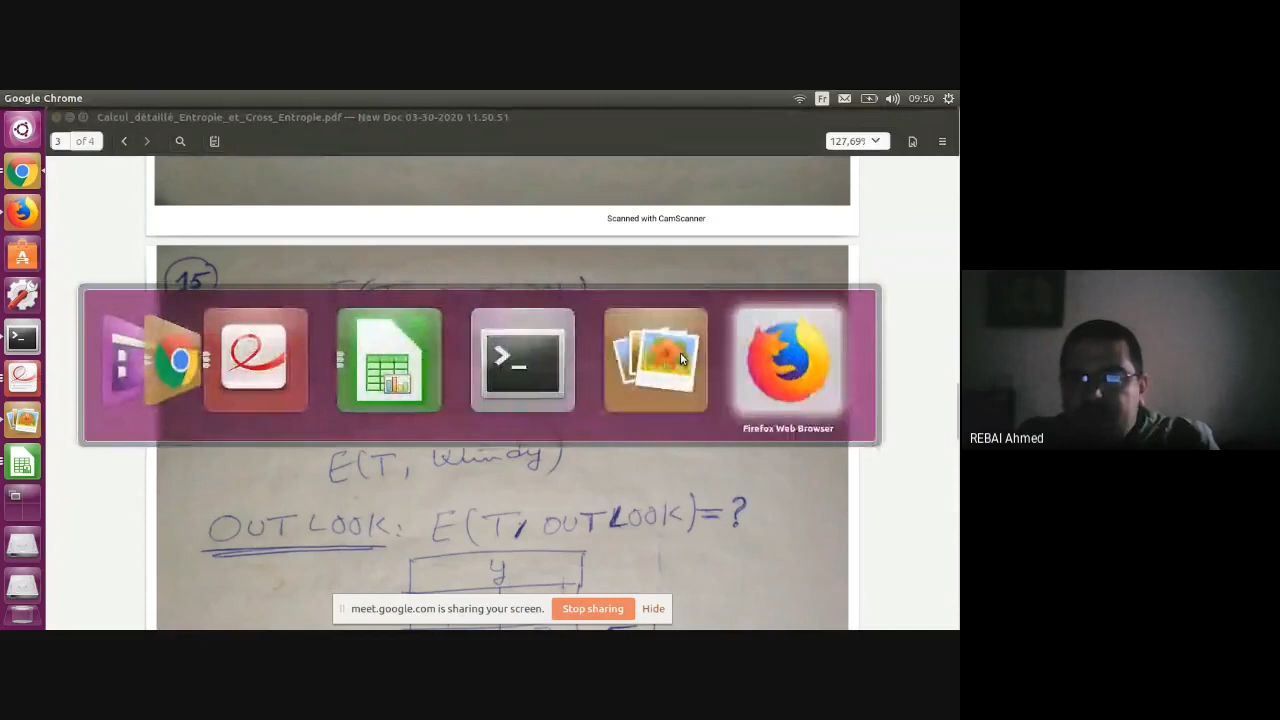 Google Chrome
Fr
09:50
Calcul_détaillé_Entropie_et_Cross_Entropie.pdf — New Doc 03-30-2020 11.50.51
3
of 4
127,69%
Scanned with CamScanner
15
Firefox Web Browser
E(T, Windy)
OUTLOOK: E(T, OUTLOOK)=?
y
meet.google.com is sharing your screen.
Stop sharing
Hide
REBAI Ahmed